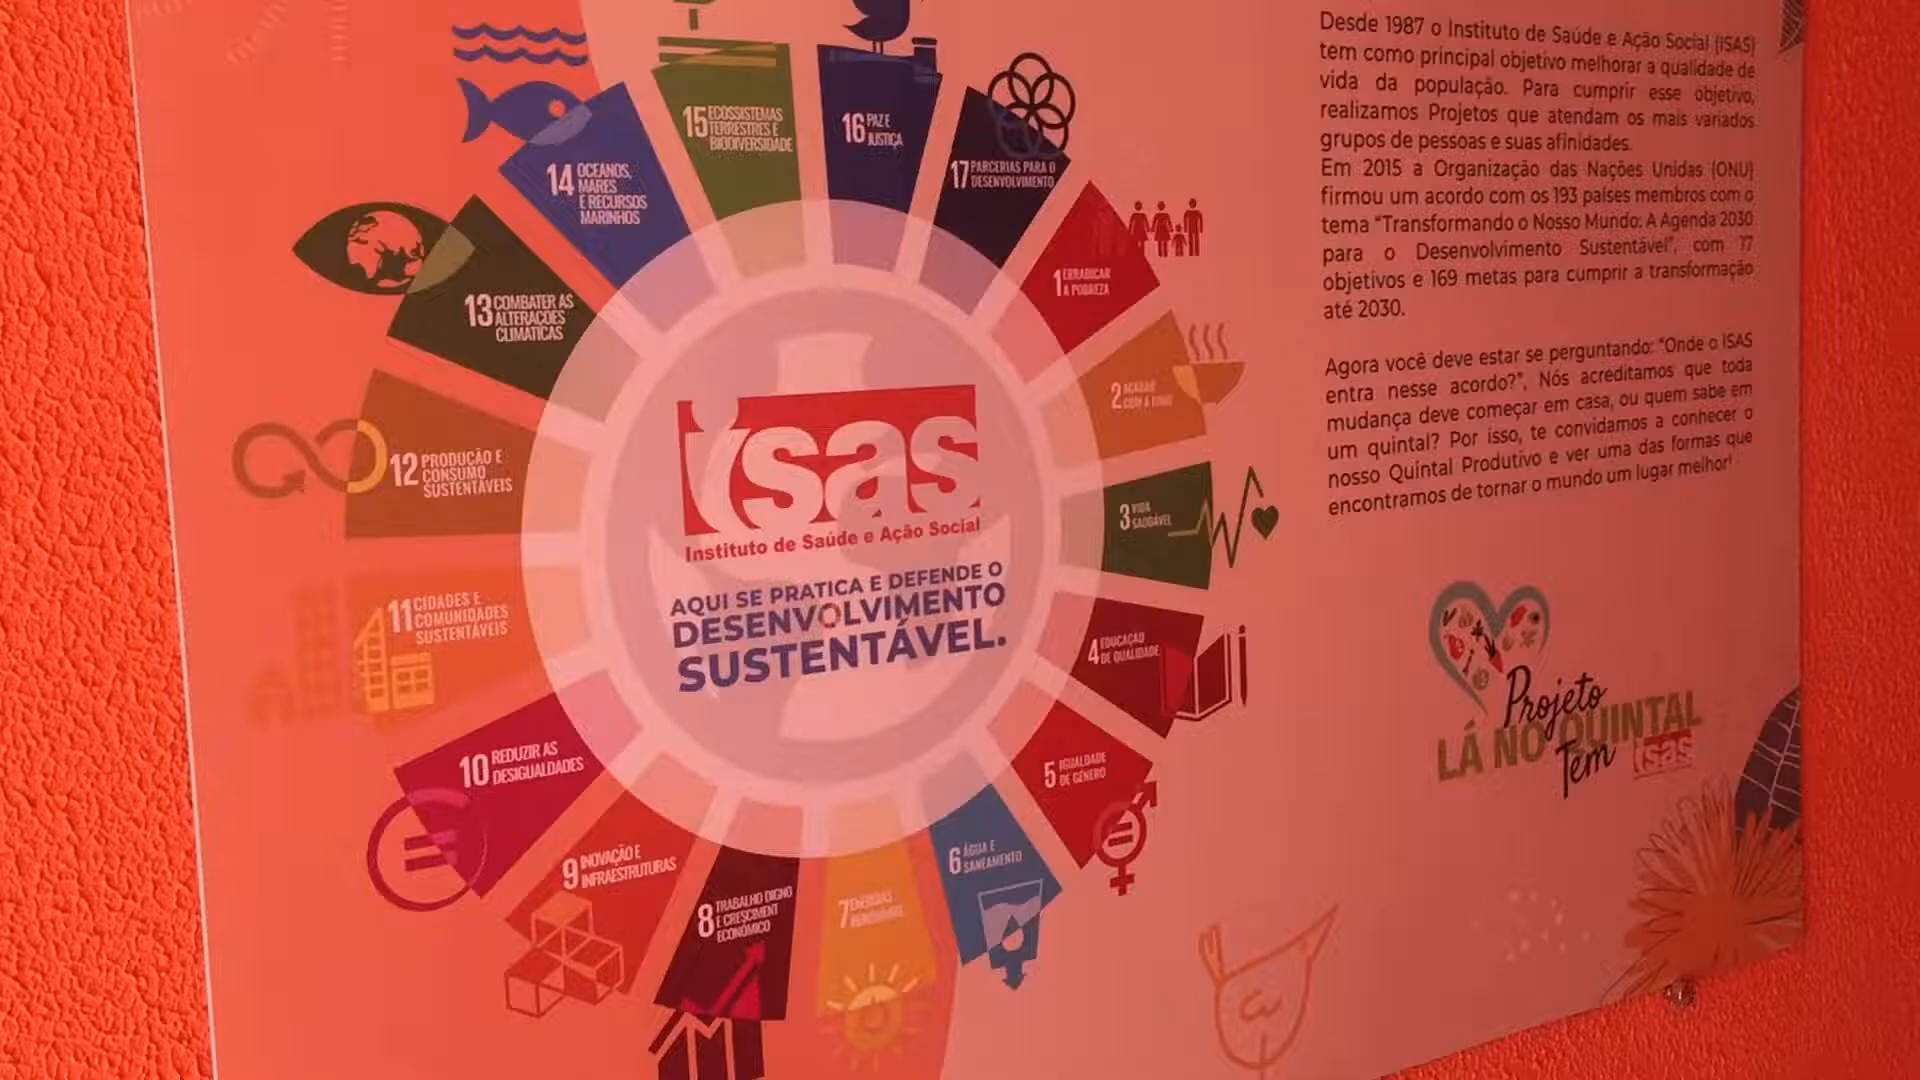 15 ECOSSISTEMAS
TERRESTRES E
BIODIVERSIDADE
16 PAZ E
JUSTIÇA
17 PARCERIAS PARA O
DESENVOLVIMENTO
14 OCEANOS,
MARES
E RECURSOS
MARINHOS
1 ERRADICAR
A POBREZA
13 COMBATER AS
ALTERAÇÕES
CLIMÁTICAS
2 ACABAR
COM A FOME
12 PRODUÇÃO E
CONSUMO
SUSTENTÁVEIS
3 VIDA
SAUDÁVEL
11 CIDADES E
COMUNIDADES
SUSTENTÁVEIS
4 EDUCAÇÃO
DE QUALIDADE
10 REDUZIR AS
DESIGUALDADES
5 IGUALDADE
DE GÉNERO
9 INOVAÇÃO E
INFRAESTRUTURAS
8 TRABALHO DIGNO
E CRESCIMENT
ECONÓMICO
7 ENERGIAS
RENOVÁVEIS
6 ÁGUA E
SANEAMENTO
isas
Instituto de Saúde e Ação Social
AQUI SE PRATICA E DEFENDE O
DESENVOLVIMENTO
SUSTENTÁVEL.
Desde 1987 o Instituto de Saúde e Ação Social (ISAS)
tem como principal objetivo melhorar a qualidade de
vida da população. Para cumprir esse objetivo,
realizamos Projetos que atendam os mais variados
grupos de pessoas e suas afinidades.
Em 2015 a Organização das Nações Unidas (ONU)
firmou um acordo com os 193 países membros com o
tema “Transformando o Nosso Mundo: A Agenda 2030
para o Desenvolvimento Sustentável”, com 17
objetivos e 169 metas para cumprir a transformação
até 2030.
Agora você deve estar se perguntando: “Onde o ISAS
entra nesse acordo?”. Nós acreditamos que toda
mudança deve começar em casa, ou quem sabe em
um quintal? Por isso, te convidamos a conhecer o
nosso Quintal Produtivo e ver uma das formas que
encontramos de tornar o mundo um lugar melhor!
Projeto
LÁ NO QUINTAL
Tem isas